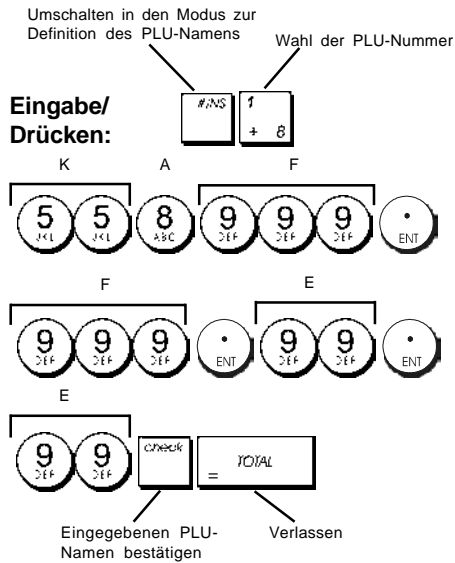 Umschalten in den Modus zur
Definition des PLU-Namens
Wahl der PLU-Nummer
Eingabe/
Drücken:
#/NS 1
+ 8
K A F
5 5 8 9 9 9 •
JKL JKL ABC DEF DEF DEF ENT
F E
9 9 9 • 9 9 •
DEF DEF DEF ENT DEF DEF ENT
E
9 9 check TOTAL
DEF DEF =
Eingegebenen PLU-
Namen bestätigen
Verlassen